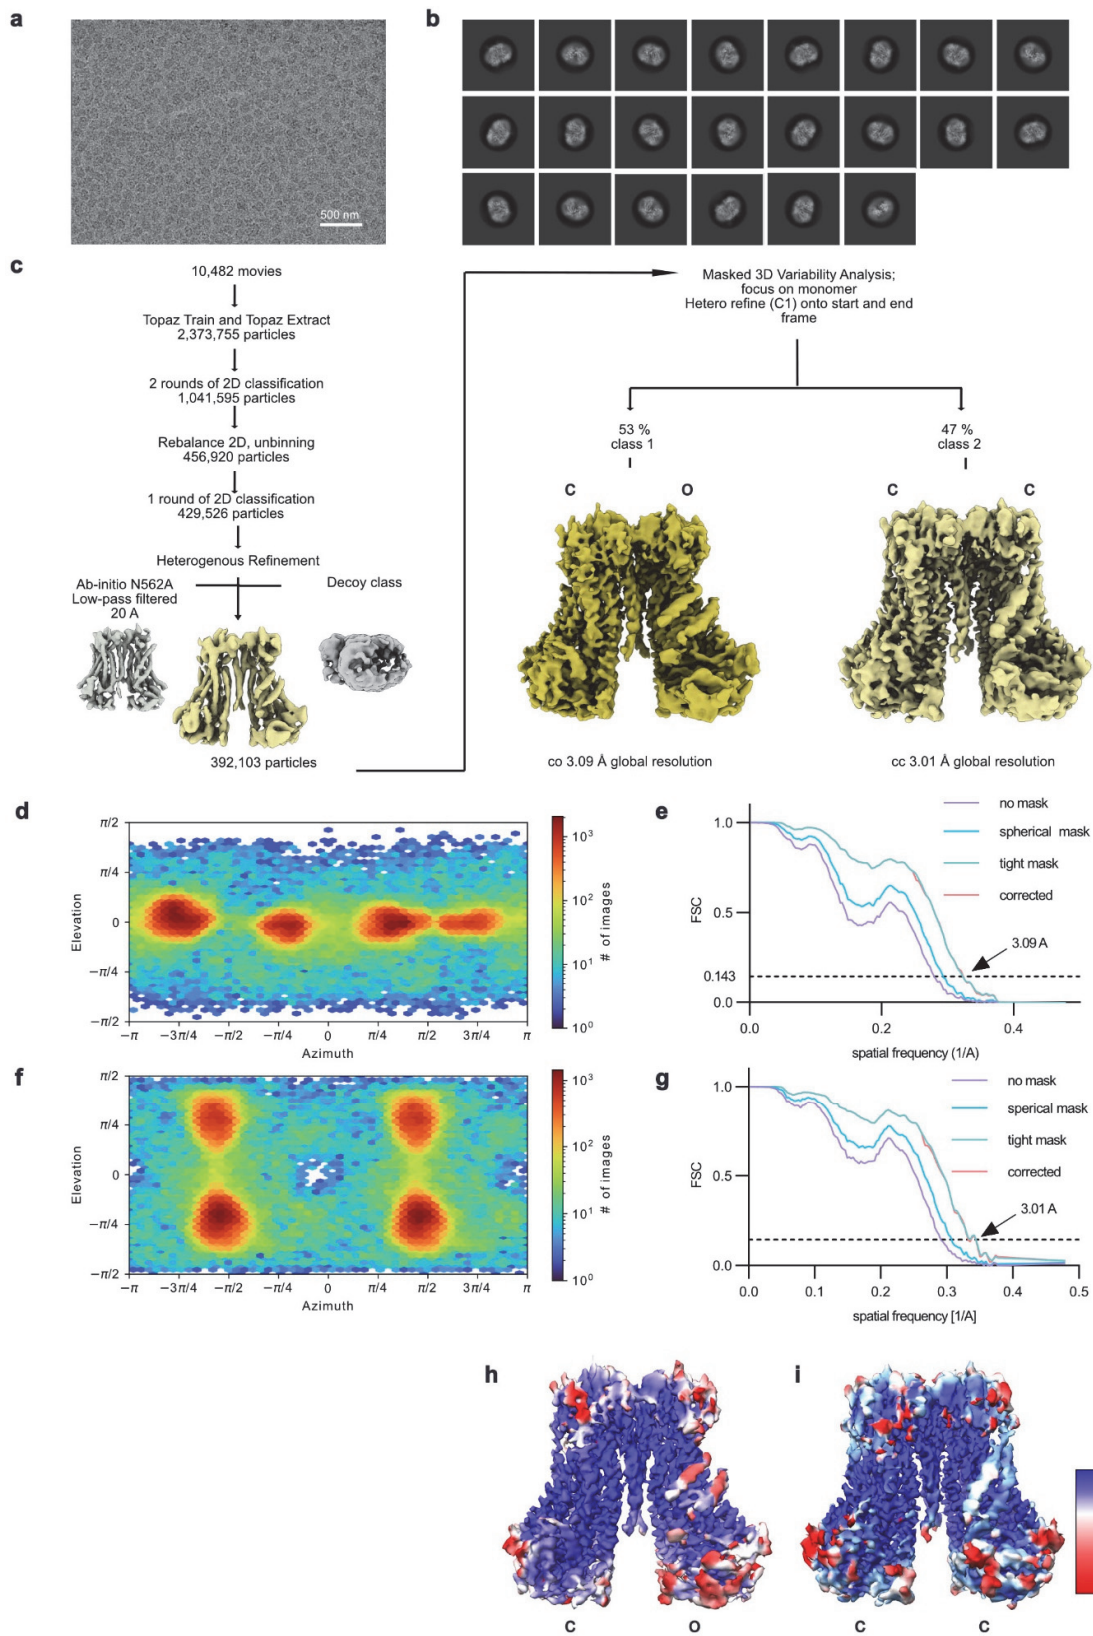 a
b
500 nm
c
10,482 movies
Topaz Train and Topaz Extract
2,373,755 particles
2 rounds of 2D classification
1,041,595 particles
Rebalance 2D, unbinning
456,920 particles
1 round of 2D classification
429,526 particles
Heterogenous Refinement
Ab-initio N562A
Low-pass filtered
20 A
Decoy class
392,103 particles
Masked 3D Variability Analysis;
focus on monomer
Hetero refine (C1) onto start and end
frame
53 %
class 1
47 %
class 2
C O
C C
co 3.09 Å global resolution
cc 3.01 Å global resolution
d
π/2
π/4
0
−π/4
−π/2
Elevation
−π −3π/4 −π/2 −π/4 0 π/4 π/2 3π/4 π
Azimuth
10³
10²
10¹
10⁰
# of images
e
1.0
0.5
0.143
0.0
FSC
0.0 0.2 0.4
spatial frequency (1/A)
no mask
spherical mask
tight mask
corrected
3.09 A
f
π/2
π/4
0
−π/4
−π/2
Elevation
−π −3π/4 −π/2 −π/4 0 π/4 π/2 3π/4 π
Azimuth
10³
10²
10¹
10⁰
# of images
g
1.0
0.5
0.0
FSC
0.0 0.1 0.2 0.3 0.4 0.5
spatial frequency [1/A]
no mask
sperical mask
tight mask
corrected
3.01 A
h
C O
i
C C